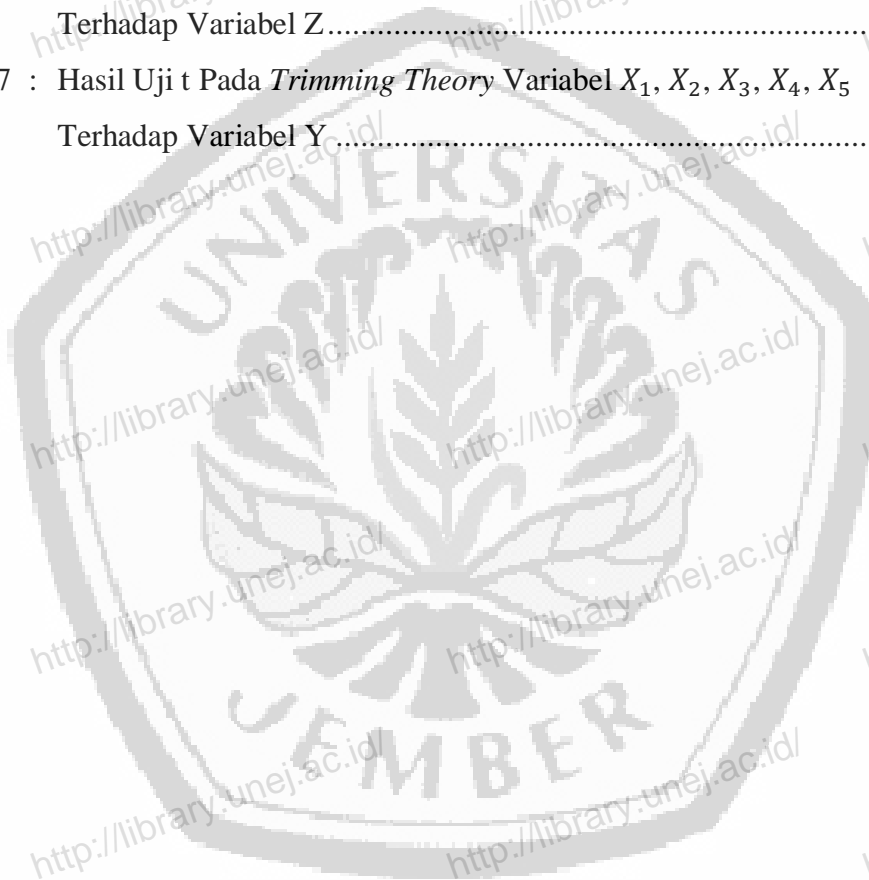 Terhadap Variabel Z....................................................................
7 : Hasil Uji t Pada Trimming Theory Variabel X₁, X₂, X₃, X₄, X₅
Terhadap Variabel Y ...................................................................
UNIVERSITAS
JEMBER
http://library.unej.ac.id/
http://library.unej.ac.id/
http://library.unej.ac.id/
http://library.unej.ac.id/
http://library.unej.ac.id/
http://library.unej.ac.id/
http://library.unej.ac.id/
http://library.unej.ac.id/